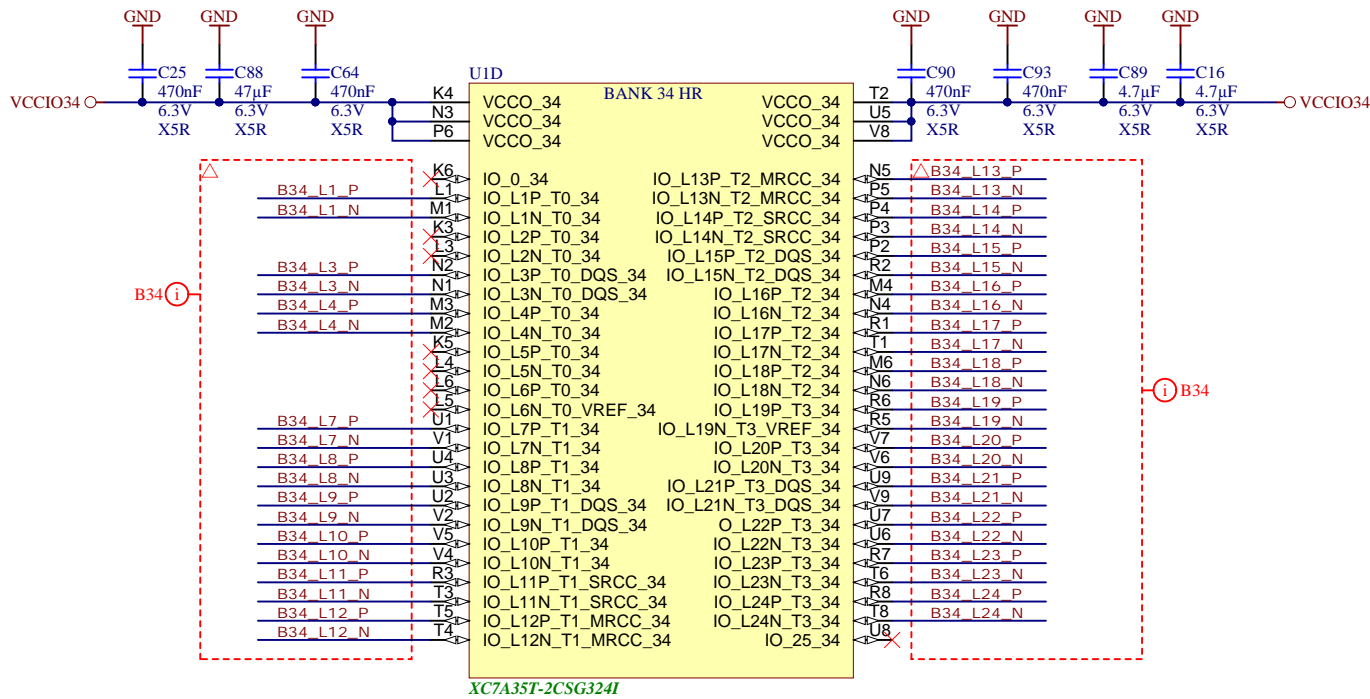 GND GND GND GND GND GND GND
C25 C88 C64 C90 C93 C89 C16
470nF 47µF 470nF 470nF 470nF 4.7µF 4.7µF
6.3V 6.3V 6.3V 6.3V 6.3V 6.3V 6.3V
X5R X5R X5R X5R X5R X5R X5R
VCCIO34 VCCIO34
U1D
BANK 34 HR
K4 VCCO_34 VCCO_34 T2
N3 VCCO_34 VCCO_34 U5
P6 VCCO_34 VCCO_34 V8
K6 IO_0_34 IO_L13P_T2_MRCC_34 N5 B34_L13_P
B34_L1_P L1 IO_L1P_T0_34 IO_L13N_T2_MRCC_34 P5 B34_L13_N
B34_L1_N M1 IO_L1N_T0_34 IO_L14P_T2_SRCC_34 P4 B34_L14_P
K3 IO_L2P_T0_34 IO_L14N_T2_SRCC_34 P3 B34_L14_N
L3 IO_L2N_T0_34 IO_L15P_T2_DQS_34 P2 B34_L15_P
B34_L3_P N2 IO_L3P_T0_DQS_34 IO_L15N_T2_DQS_34 R2 B34_L15_N
B34_L3_N N1 IO_L3N_T0_DQS_34 IO_L16P_T2_34 M4 B34_L16_P
B34_L4_P M3 IO_L4P_T0_34 IO_L16N_T2_34 N4 B34_L16_N
B34_L4_N M2 IO_L4N_T0_34 IO_L17P_T2_34 R1 B34_L17_P
K5 IO_L5P_T0_34 IO_L17N_T2_34 T1 B34_L17_N
L4 IO_L5N_T0_34 IO_L18P_T2_34 M6 B34_L18_P
L6 IO_L6P_T0_34 IO_L18N_T2_34 N6 B34_L18_N
L5 IO_L6N_T0_VREF_34 IO_L19P_T3_34 R6 B34_L19_P
B34_L7_P U1 IO_L7P_T1_34 IO_L19N_T3_VREF_34 R5 B34_L19_N
B34_L7_N V1 IO_L7N_T1_34 IO_L20P_T3_34 V7 B34_L20_P
B34_L8_P U4 IO_L8P_T1_34 IO_L20N_T3_34 V6 B34_L20_N
B34_L8_N U3 IO_L8N_T1_34 IO_L21P_T3_DQS_34 U9 B34_L21_P
B34_L9_P U2 IO_L9P_T1_DQS_34 IO_L21N_T3_DQS_34 V9 B34_L21_N
B34_L9_N V2 IO_L9N_T1_DQS_34 O_L22P_T3_34 U7 B34_L22_P
B34_L10_P V5 IO_L10P_T1_34 IO_L22N_T3_34 U6 B34_L22_N
B34_L10_N V4 IO_L10N_T1_34 IO_L23P_T3_34 R7 B34_L23_P
B34_L11_P R3 IO_L11P_T1_SRCC_34 IO_L23N_T3_34 T6 B34_L23_N
B34_L11_N T3 IO_L11N_T1_SRCC_34 IO_L24P_T3_34 R8 B34_L24_P
B34_L12_P T5 IO_L12P_T1_MRCC_34 IO_L24N_T3_34 T8 B34_L24_N
B34_L12_N T4 IO_L12N_T1_MRCC_34 IO_25_34 U8
B34 i
i B34
XC7A35T-2CSG324I